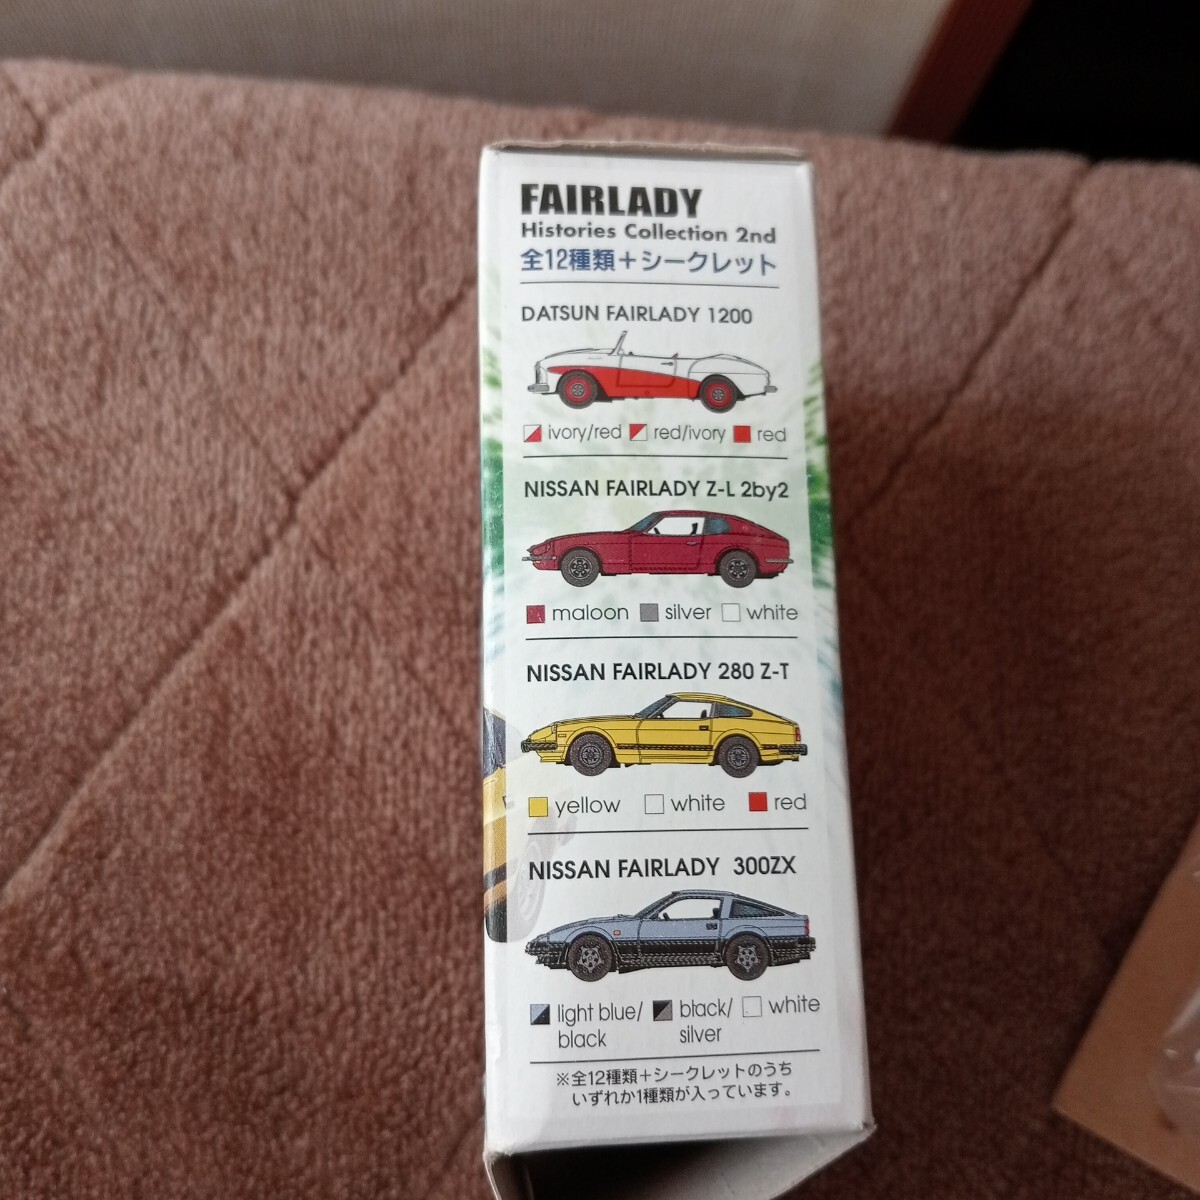 FAIRLADY
Histories Collection 2nd
全12種類+シークレット
DATSUN FAIRLADY 1200
ivory/red red/ivory red
NISSAN FAIRLADY Z-L 2by2
maloon silver white
NISSAN FAIRLADY 280 Z-T
yellow white red
NISSAN FAIRLADY 300ZX
light blue/ black/ white
black silver
※全12種類+シークレットのうち
いずれか1種類が入っています。